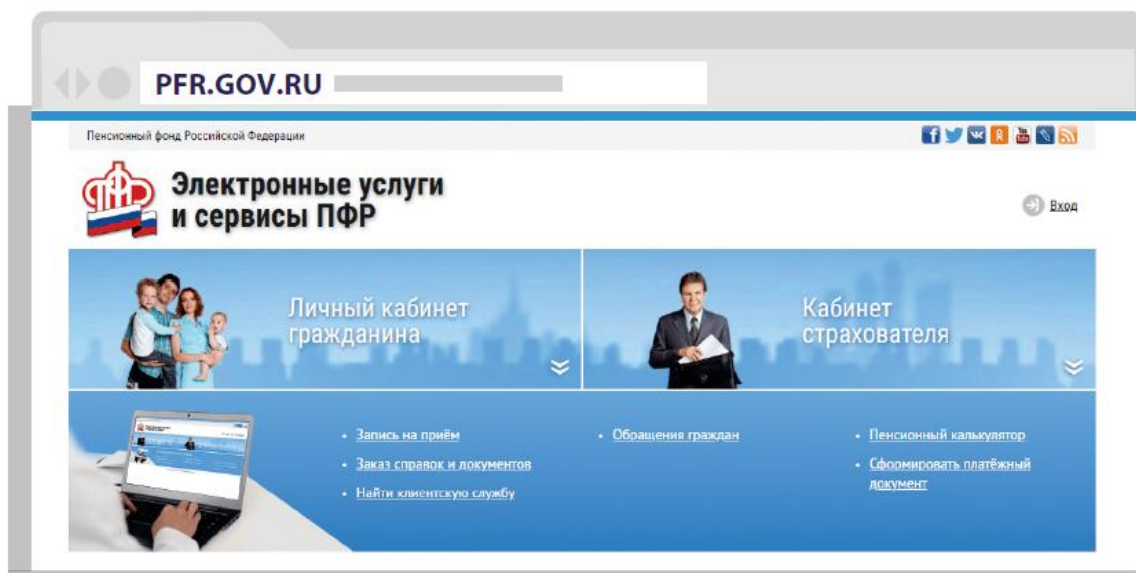 PFR.GOV.RU
Пенсионный фонд Российской Федерации
Электронные услуги
и сервисы ПФР
Вход
Личный кабинет
гражданина
Кабинет
страхователя
Запись на приём
Заказ справок и документов
Найти клиентскую службу
Обращения граждан
Пенсионный калькулятор
Сформировать платёжный
документ